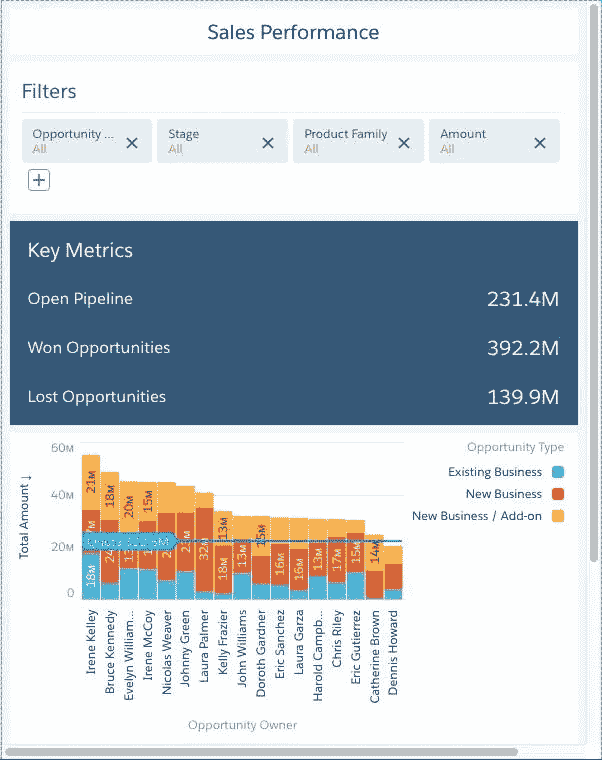 Sales Performance
Filters
Opportunity ...
All
Stage
All
Product Family
All
Amount
All
Key Metrics
Open Pipeline
231.4M
Won Opportunities
392.2M
Lost Opportunities
139.9M
Opportunity Type
Existing Business
New Business
New Business / Add-on
Total Amount ↓
60M
40M
20M
0
21M
18M
18M
20M
15M
32M
13M
18M
13M
15M
16M
16M
13M
17M
15M
14M
Irene Kelley
Bruce Kennedy
Evelyn William...
Irene McCoy
Nicolas Weaver
Johnny Green
Laura Palmer
Kelly Frazier
John Williams
Doroth Gardner
Eric Sanchez
Laura Garza
Harold Campb...
Chris Riley
Eric Gutierrez
Catherine Brown
Dennis Howard
Opportunity Owner